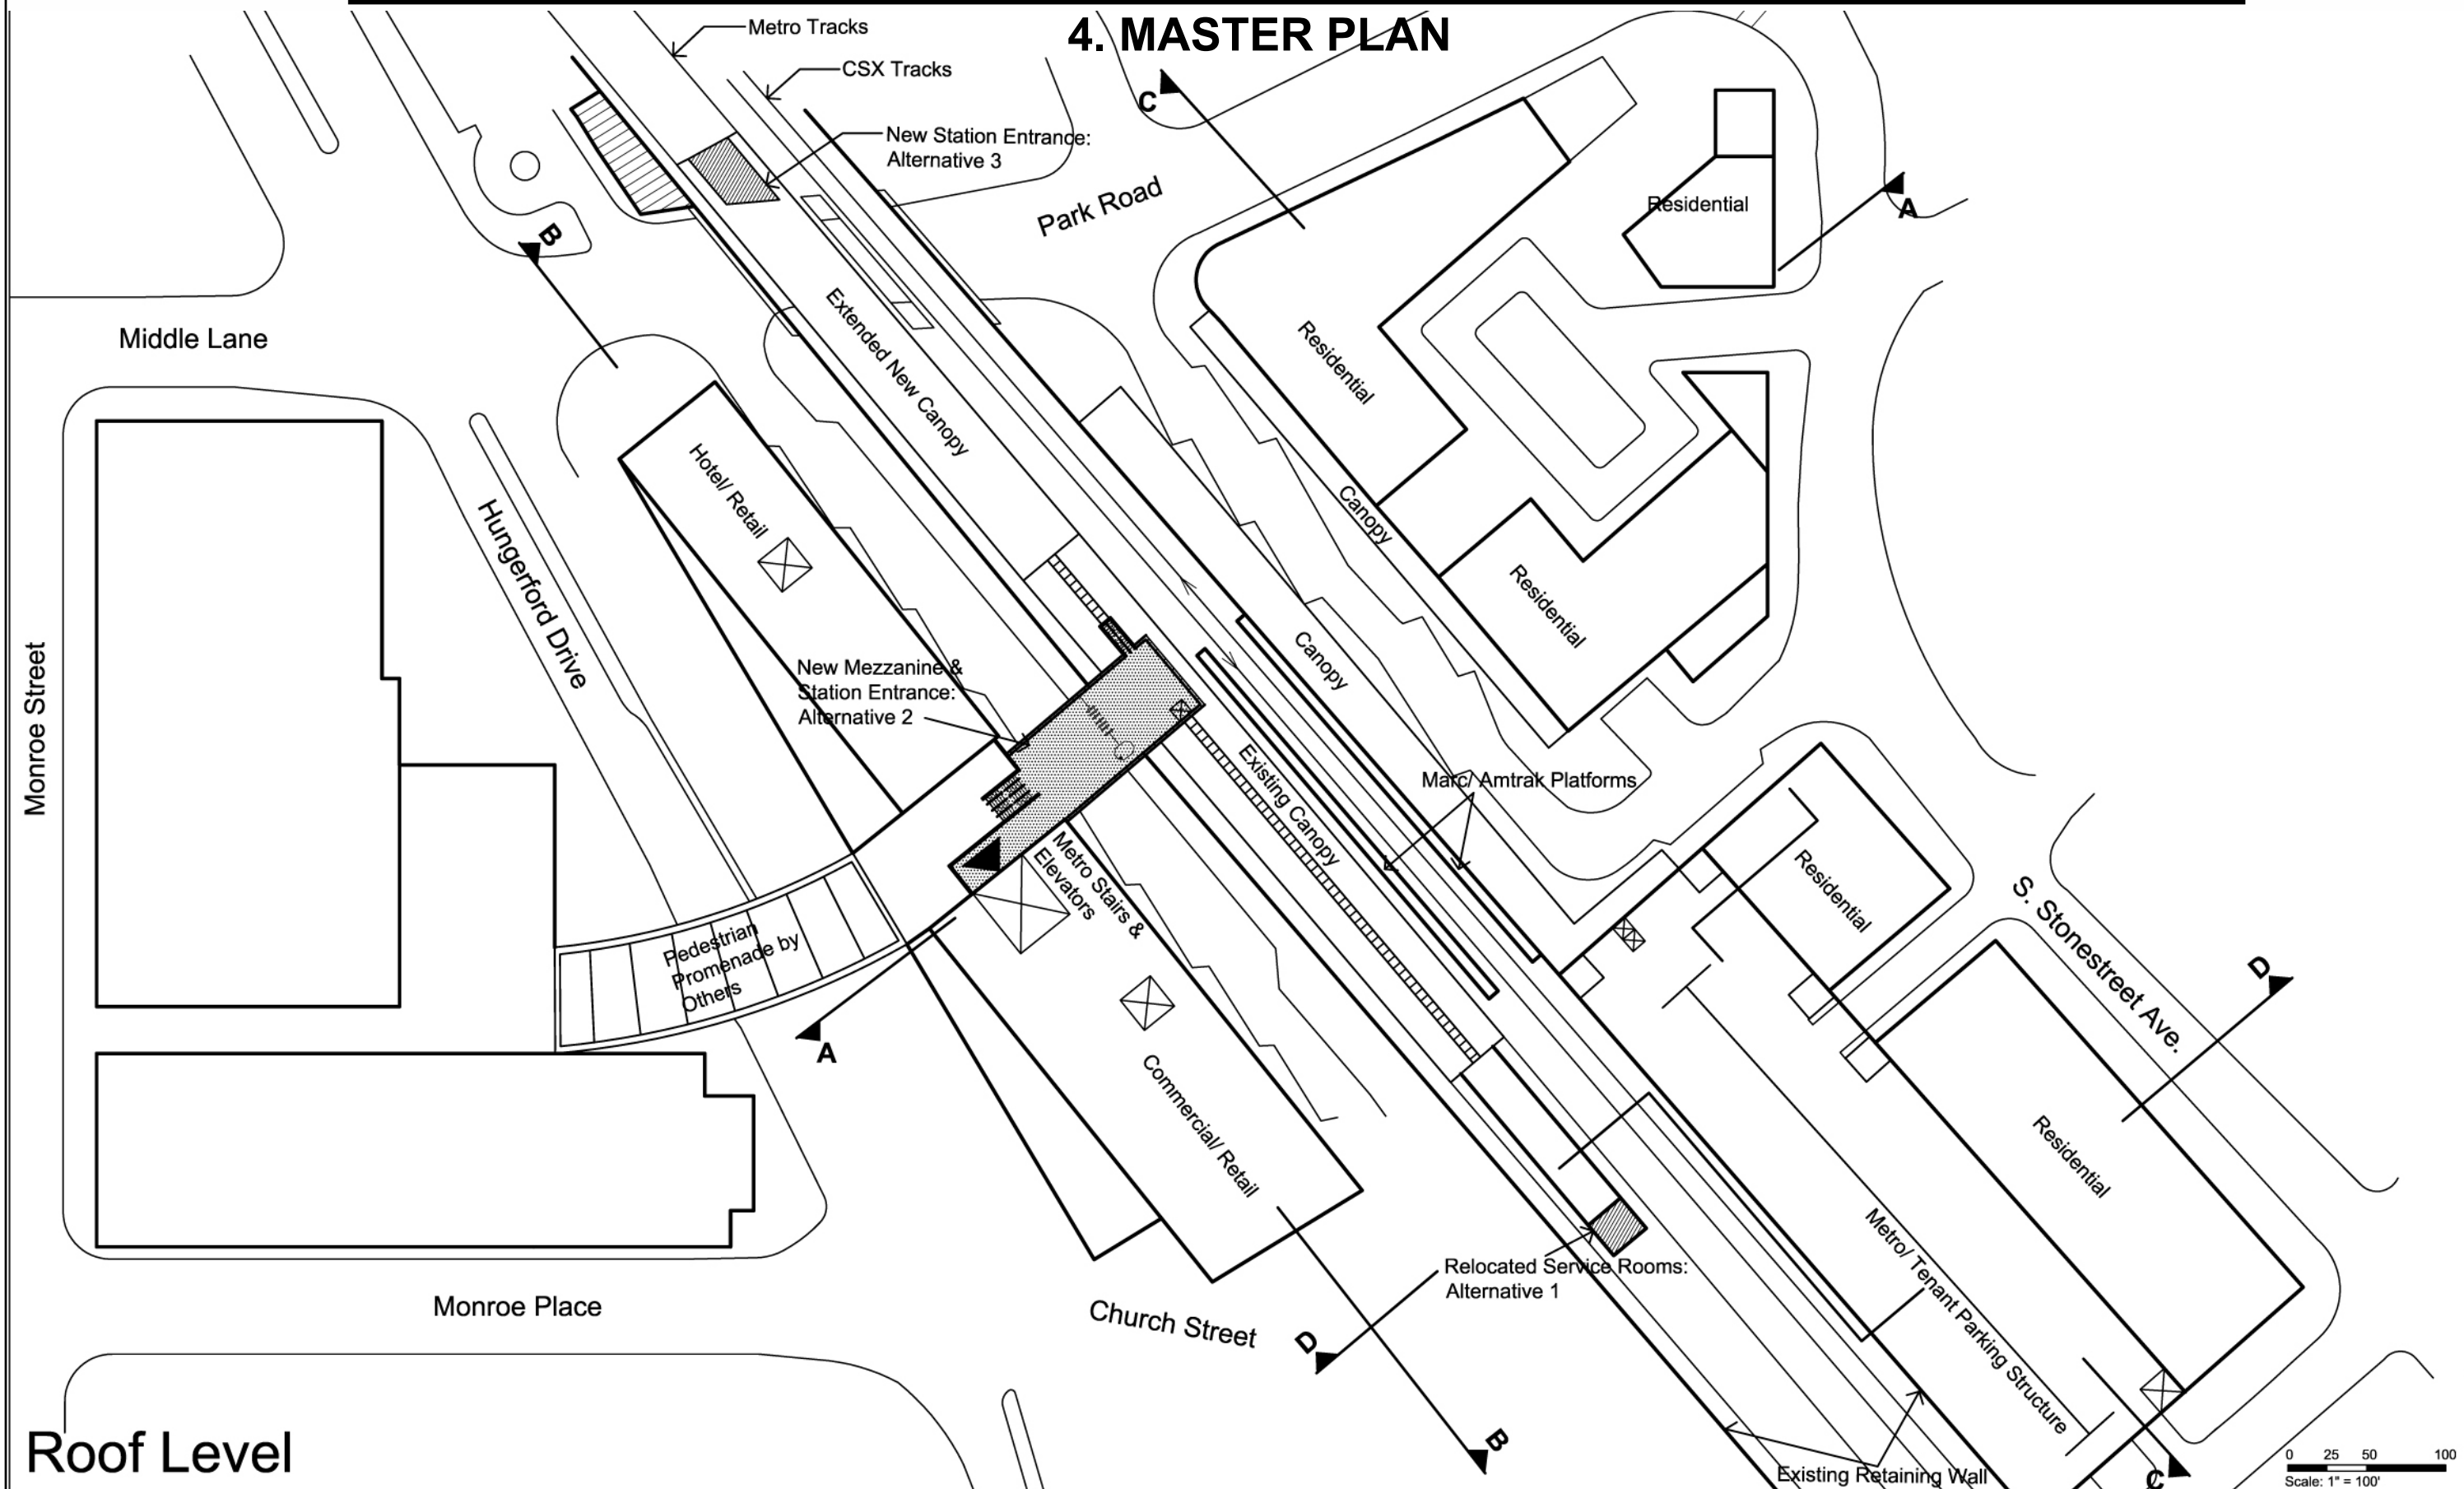 4. MASTER PLAN
Metro Tracks
CSX Tracks
New Station Entrance:
Alternative 3
C
Park Road
Residential
A
B
Middle Lane
Extended New Canopy
Residential
Hotel/ Retail
Hungerford Drive
Canopy
Residential
Canopy
Monroe Street
New Mezzanine &
Station Entrance:
Alternative 2
Existing Canopy
Marc/ Amtrak Platforms
Metro Stairs &
Elevators
Residential
S. Stonestreet Ave.
Pedestrian
Promenade by
Others
D
A
Commercial/ Retail
Residential
Relocated Service Rooms:
Alternative 1
Metro/ Tenant Parking Structure
Monroe Place
Church Street
D
B
Roof Level
Existing Retaining Wall
C
0 25 50 100
Scale: 1" = 100'